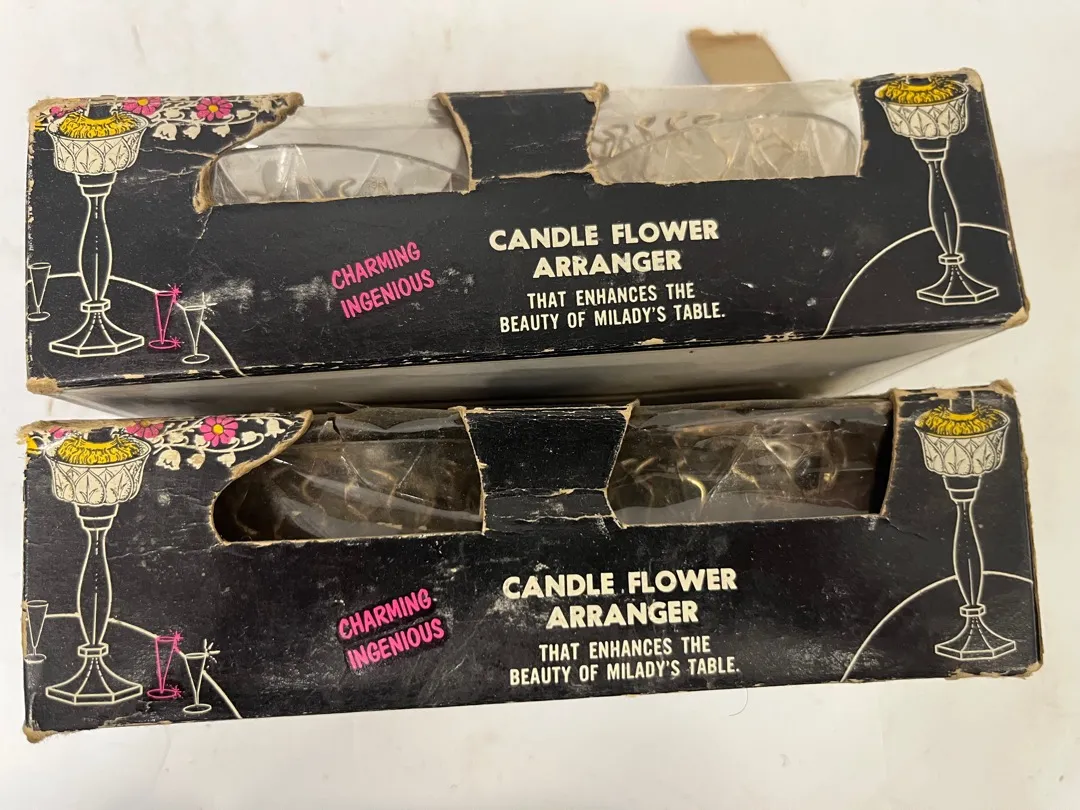 CANDLE FLOWER
ARRANGER
CHARMING
INGENIOUS
THAT ENHANCES THE
BEAUTY OF MILADY'S TABLE.
CANDLE FLOWER
ARRANGER
CHARMING
INGENIOUS
THAT ENHANCES THE
BEAUTY OF MILADY'S TABLE.